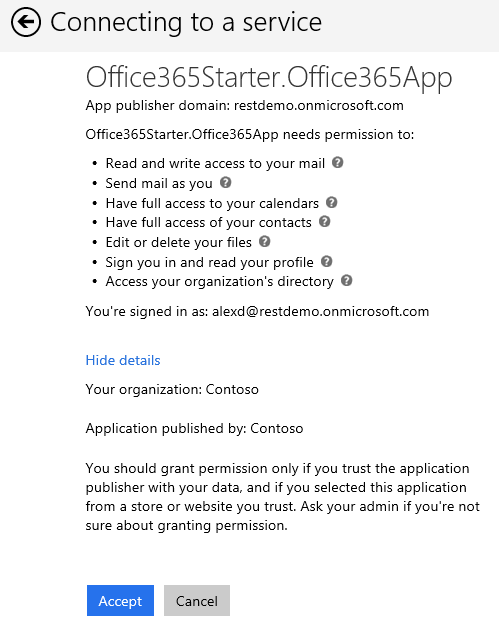 Connecting to a service
Office365Starter.Office365App
App publisher domain: restdemo.onmicrosoft.com
Office365Starter.Office365App needs permission to:
• Read and write access to your mail ?
• Send mail as you ?
• Have full access to your calendars ?
• Have full access of your contacts ?
• Edit or delete your files ?
• Sign you in and read your profile ?
• Access your organization's directory ?
You're signed in as: alexd@restdemo.onmicrosoft.com
Hide details
Your organization: Contoso
Application published by: Contoso
You should grant permission only if you trust the application
publisher with your data, and if you selected this application
from a store or website you trust. Ask your admin if you're not
sure about granting permission.
Accept Cancel